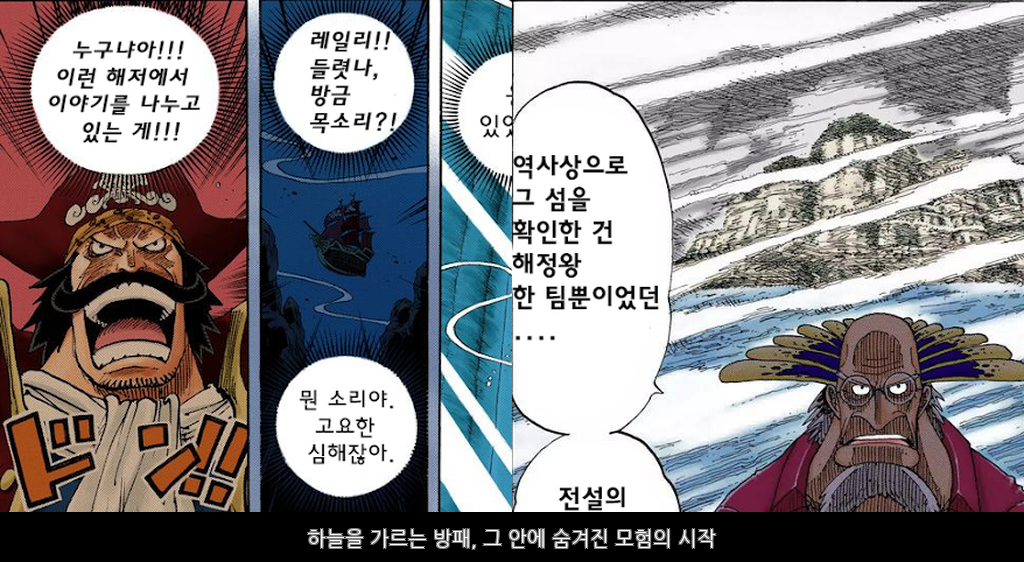 누구냐아!!!
이런 해저에서
이야기를 나누고
있는 게!!!
레일리!!
들렷나,
방금
목소리?!
뭔 소리야.
고요한
심해잖아.
ドン!!
역사상으로
그 섬을
확인한 건
해정왕
한 팀뿐이었던
....
전설의
하늘을 가르는 방패, 그 안에 숨겨진 모험의 시작